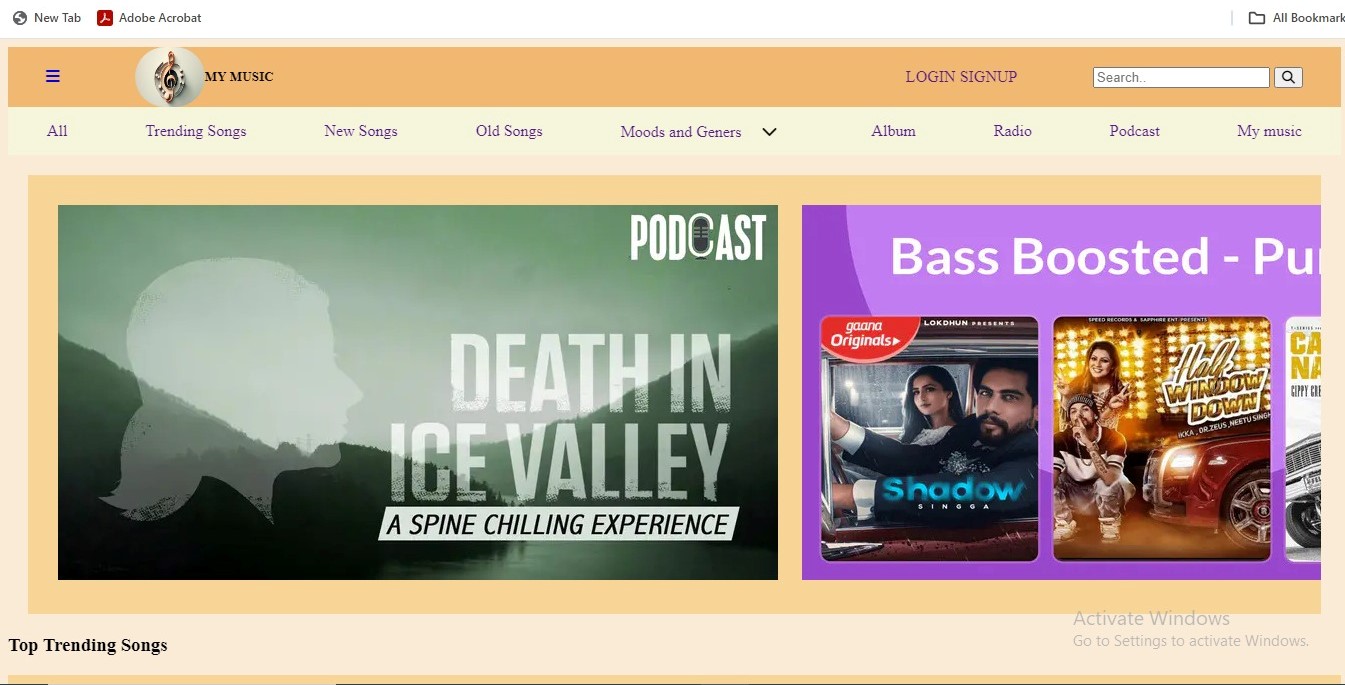 New Tab
Adobe Acrobat
All Bookmark
MY MUSIC
LOGIN SIGNUP
Search..
All
Trending Songs
New Songs
Old Songs
Moods and Geners
Album
Radio
Podcast
My music
PODCAST
DEATH IN
ICE VALLEY
A SPINE CHILLING EXPERIENCE
Bass Boosted - Pu
gaana
Originals
LOKDHUN PRESENTS
Shadow
SINGGA
SPEED RECORDS & SAPPHIRE ENT. PRESENTS
Half
WINDOW
DOWN
IKKA, DR.ZEUS, NEETU SINGH
T-SERIES
CA
NA
GIPPY GRE
Activate Windows
Go to Settings to activate Windows.
Top Trending Songs